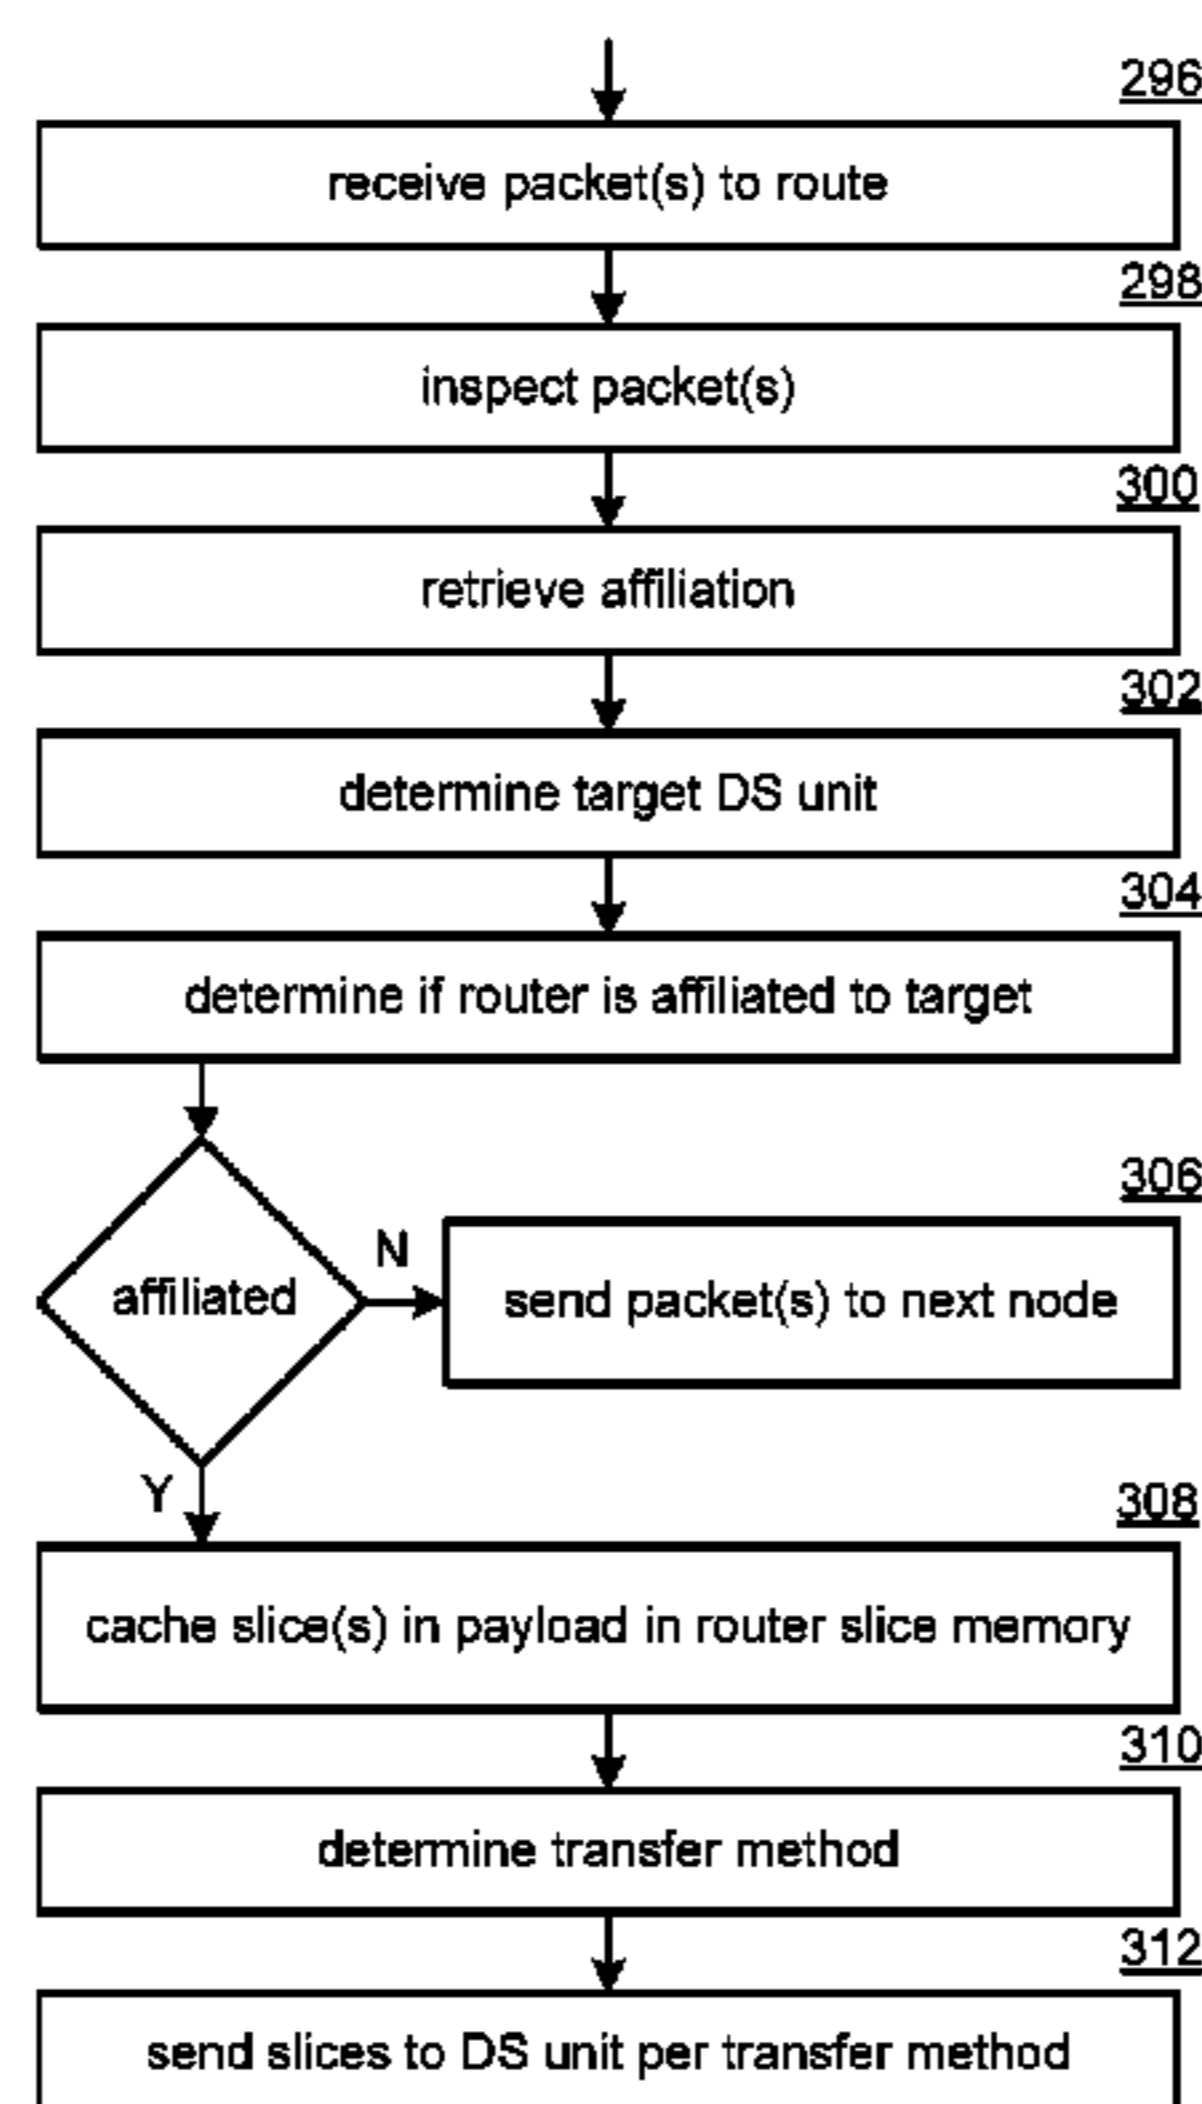 296
receive packet(s) to route
298
inspect packet(s)
300
retrieve affiliation
302
determine target DS unit
304
determine if router is affiliated to target
306
N
affiliated
send packet(s) to next node
Y
308
cache slice(s) in payload in router slice memory
310
determine transfer method
312
send slices to DS unit per transfer method